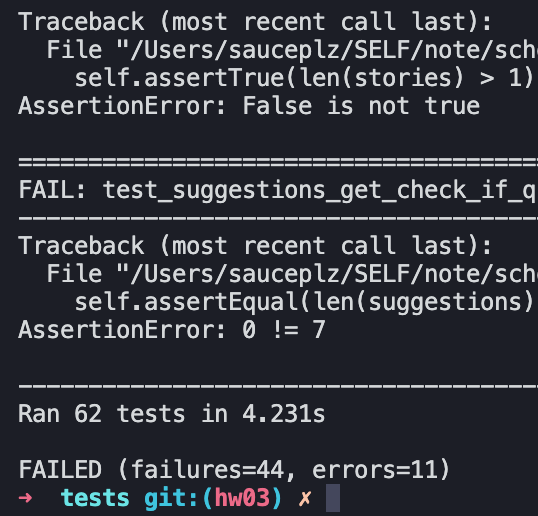 Traceback (most recent call last):
File "/Users/sauceplz/SELF/note/sch
self.assertTrue(len(stories) > 1)
AssertionError: False is not true
======================================
FAIL: test_suggestions_get_check_if_q
--------------------------------------
Traceback (most recent call last):
File "/Users/sauceplz/SELF/note/sch
self.assertEqual(len(suggestions)
AssertionError: 0 != 7
--------------------------------------
Ran 62 tests in 4.231s
FAILED (failures=44, errors=11)
➜ tests git:(hw03) ✗